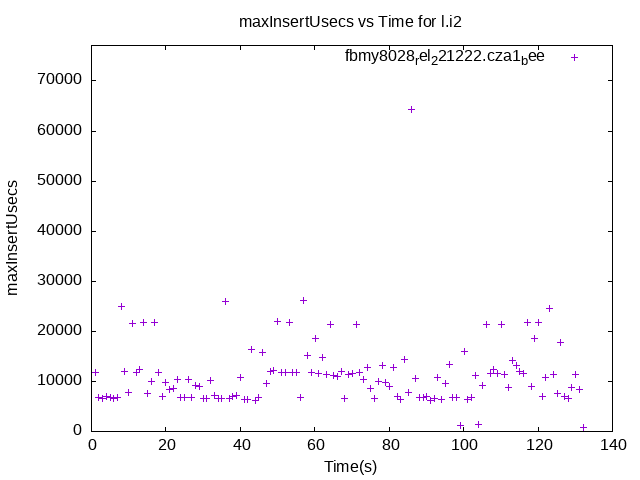 maxInsertUsecs vs Time for l.i2
fbmy8028rel221222.cza1bee
70000
60000
50000
40000
30000
20000
10000
0
maxInsertUsecs
0 20 40 60 80 100 120 140
Time(s)